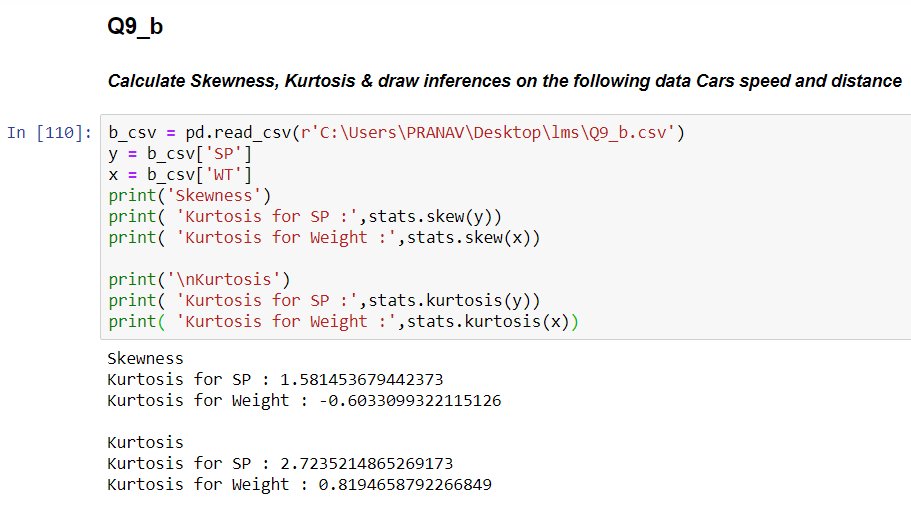 Q9_b
Calculate Skewness, Kurtosis & draw inferences on the following data Cars speed and distance
In [110]: b_csv = pd.read_csv(r'C:\Users\PRANAV\Desktop\lms\Q9_b.csv')
y = b_csv['SP']
x = b_csv['WT']
print('Skewness')
print( 'Kurtosis for SP :',stats.skew(y))
print( 'Kurtosis for Weight :',stats.skew(x))
print('\nKurtosis')
print( 'Kurtosis for SP :',stats.kurtosis(y))
print( 'Kurtosis for Weight :',stats.kurtosis(x))
Skewness
Kurtosis for SP : 1.581453679442373
Kurtosis for Weight : -0.6033099322115126
Kurtosis
Kurtosis for SP : 2.7235214865269173
Kurtosis for Weight : 0.8194658792266849